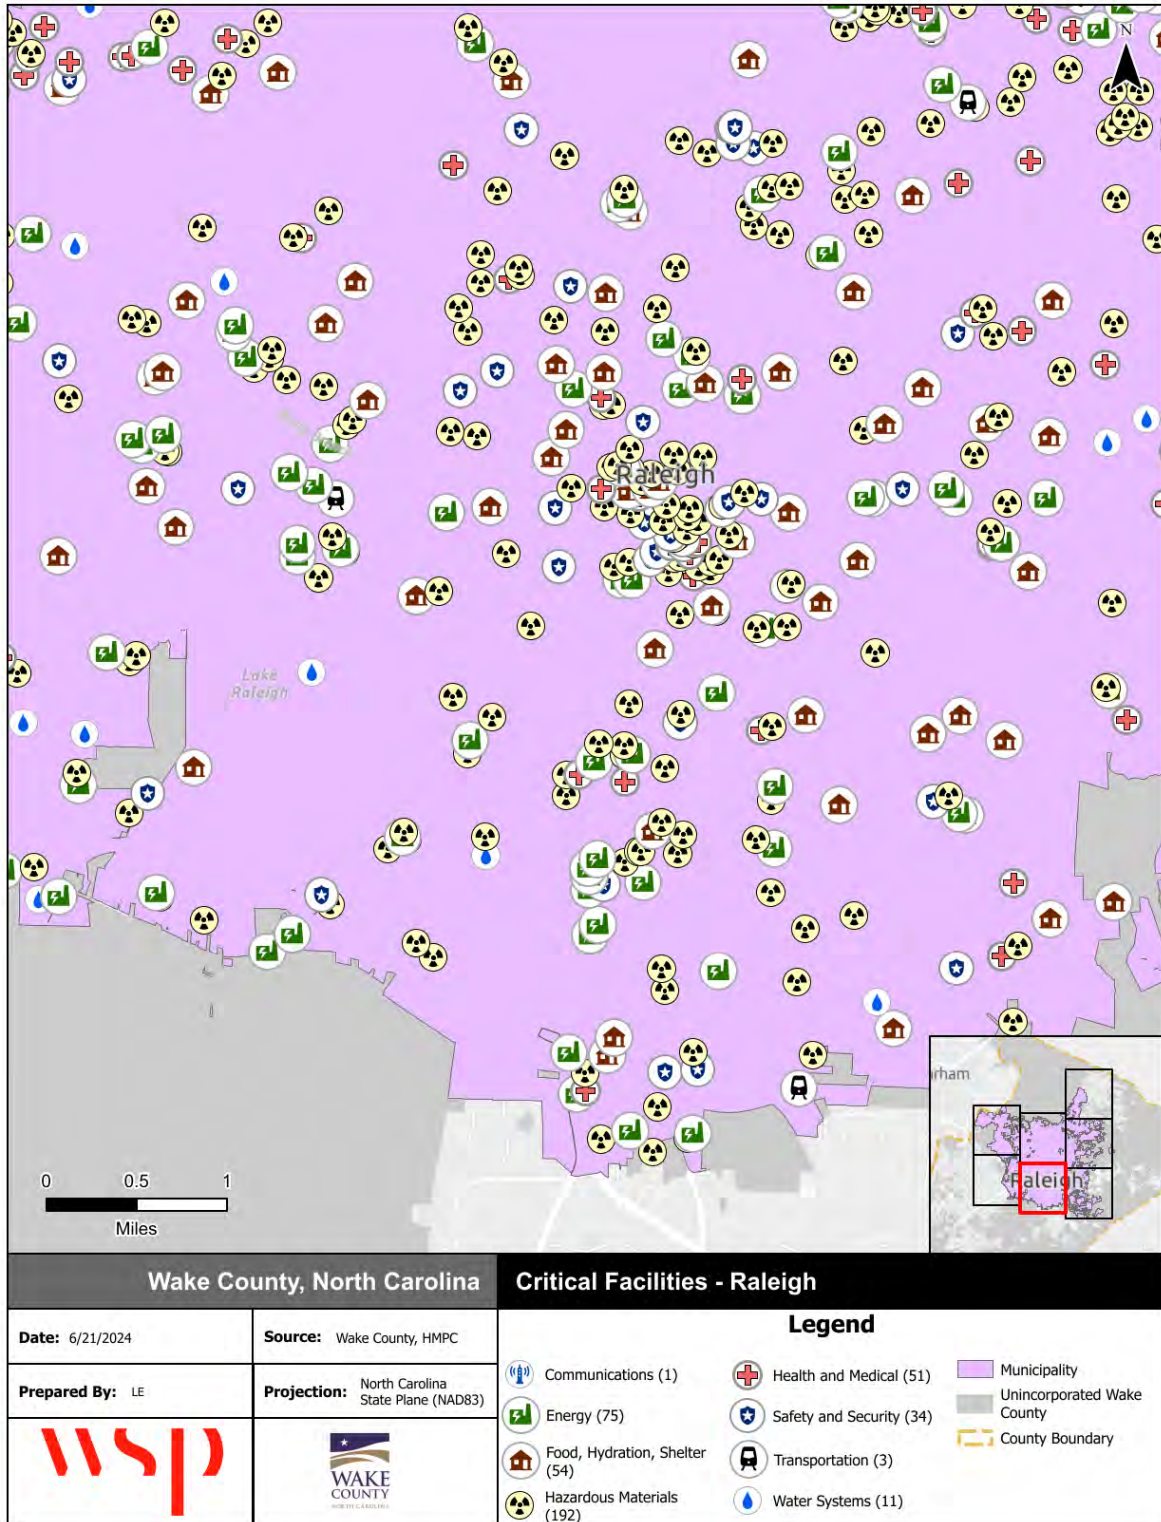 N
Raleigh
Lake
Raleigh
0 0.5 1
Miles
Raleigh
Wake County, North Carolina
Critical Facilities - Raleigh
Date: 6/21/2024
Source: Wake County, HMPC
Prepared By: LE
Projection: North Carolina
State Plane (NAD83)
wsp
WAKE
COUNTY
NORTH CAROLINA
Legend
Communications (1)
Energy (75)
Food, Hydration, Shelter
(54)
Hazardous Materials
(192)
Health and Medical (51)
Safety and Security (34)
Transportation (3)
Water Systems (11)
Municipality
Unincorporated Wake
County
County Boundary